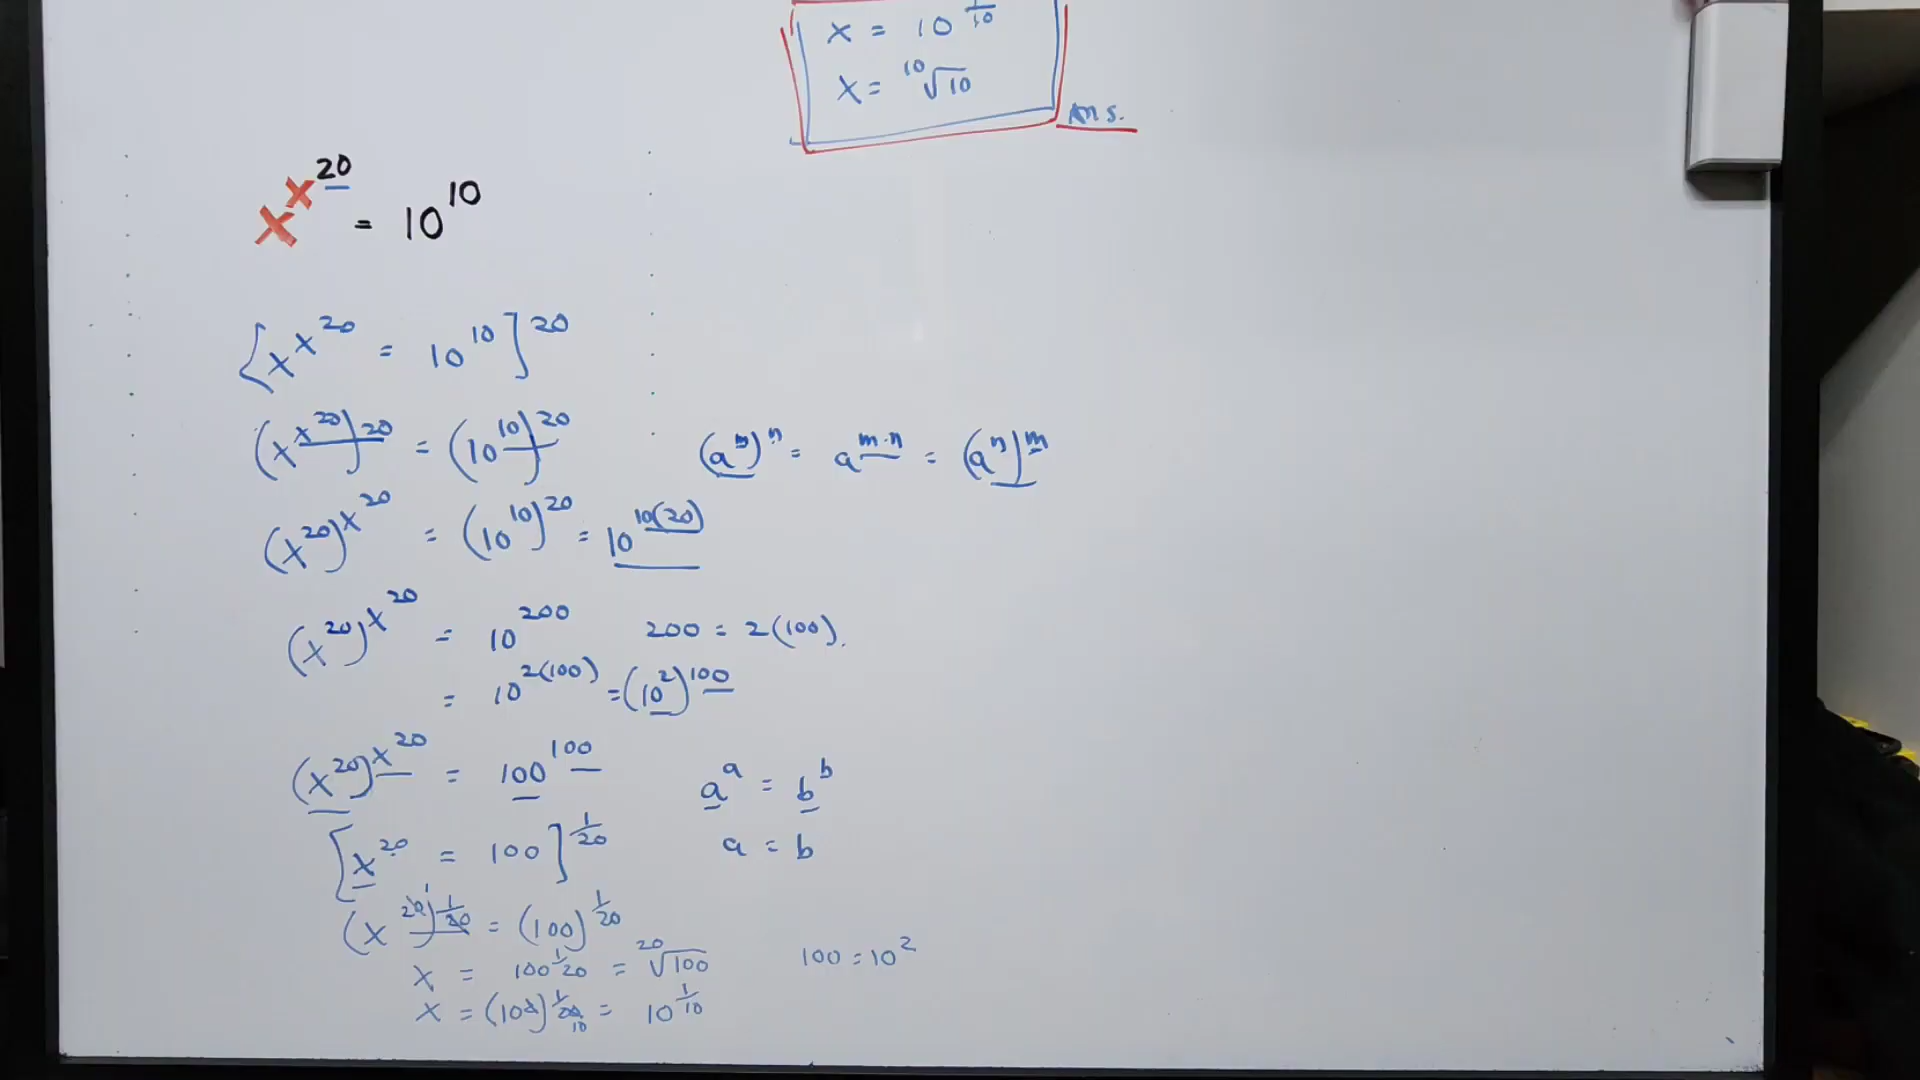 x = 10^(1/10)
x = ¹⁰√10
Ans.
x^x^20 = 10^10
[x^x^20 = 10^10]^20
(x^x^20)^20 = (10^10)^20
(a^m)^n = a^(m·n) = (a^n)^m
(x^20)^x^20 = (10^10)^20 = 10^10(20)
(x^20)^x^20 = 10^200
200 = 2(100).
= 10^2(100) = (10^2)^100
(x^20)^x^20 = 100^100
a^a = b^b
[x^20 = 100]^(1/20)
a = b
(x^20)^(1/20) = (100)^(1/20)
x = 100^(1/20) = ²⁰√100
100 = 10^2
x = (10^2)^(1/20) = 10^(1/10)
10